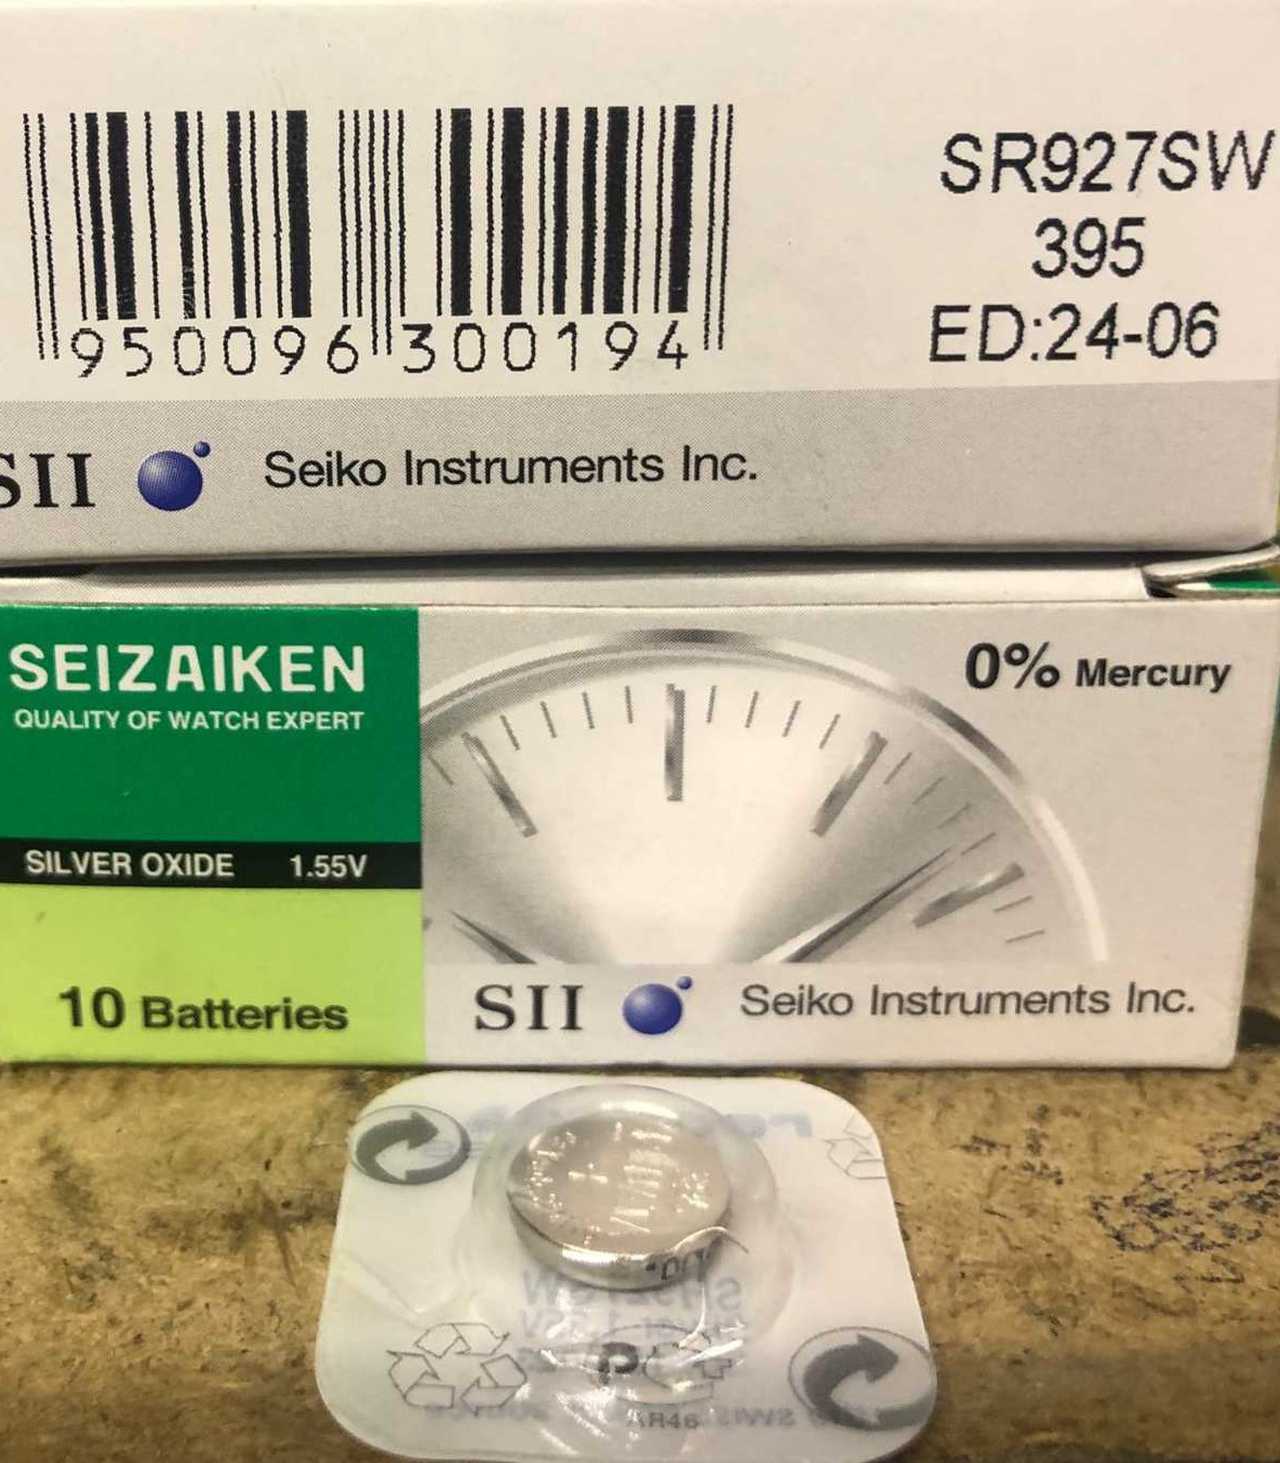 SR927SW
395
ED:24-06
950096 300194
SII Seiko Instruments Inc.
SEIZAIKEN
QUALITY OF WATCH EXPERT
0% Mercury
SILVER OXIDE 1.55V
10 Batteries
SII Seiko Instruments Inc.
AR46